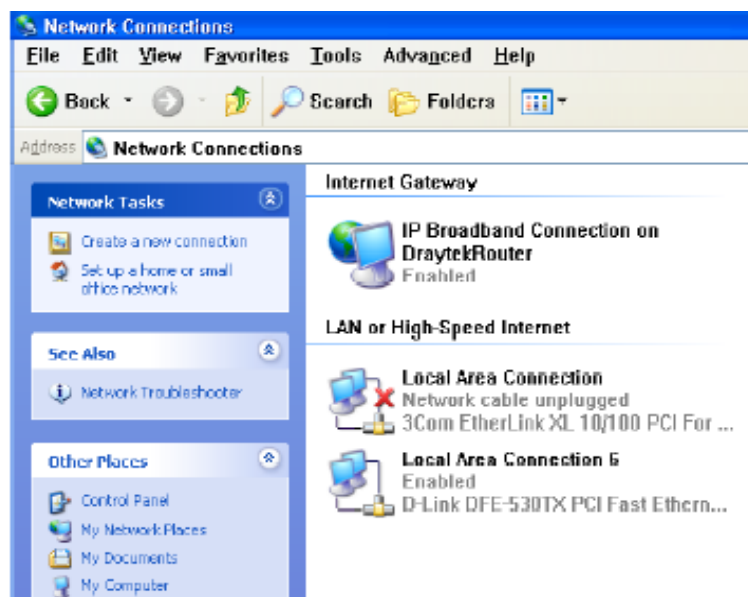 Network Connections
File Edit View Favorites Tools Advanced Help
Back Search Folders
Address Network Connections
Network Tasks
Create a new connection
Set up a home or small
office network
See Also
Network Troubleshooter
Other Places
Control Panel
My Network Places
My Documents
My Computer
Internet Gateway
IP Broadband Connection on
DraytekRouter
Enabled
LAN or High-Speed Internet
Local Area Connection
Network cable unplugged
3Com EtherLink XL 10/100 PCI For ...
Local Area Connection 6
Enabled
D-Link DFE-530TX PCI Fast Ethern...